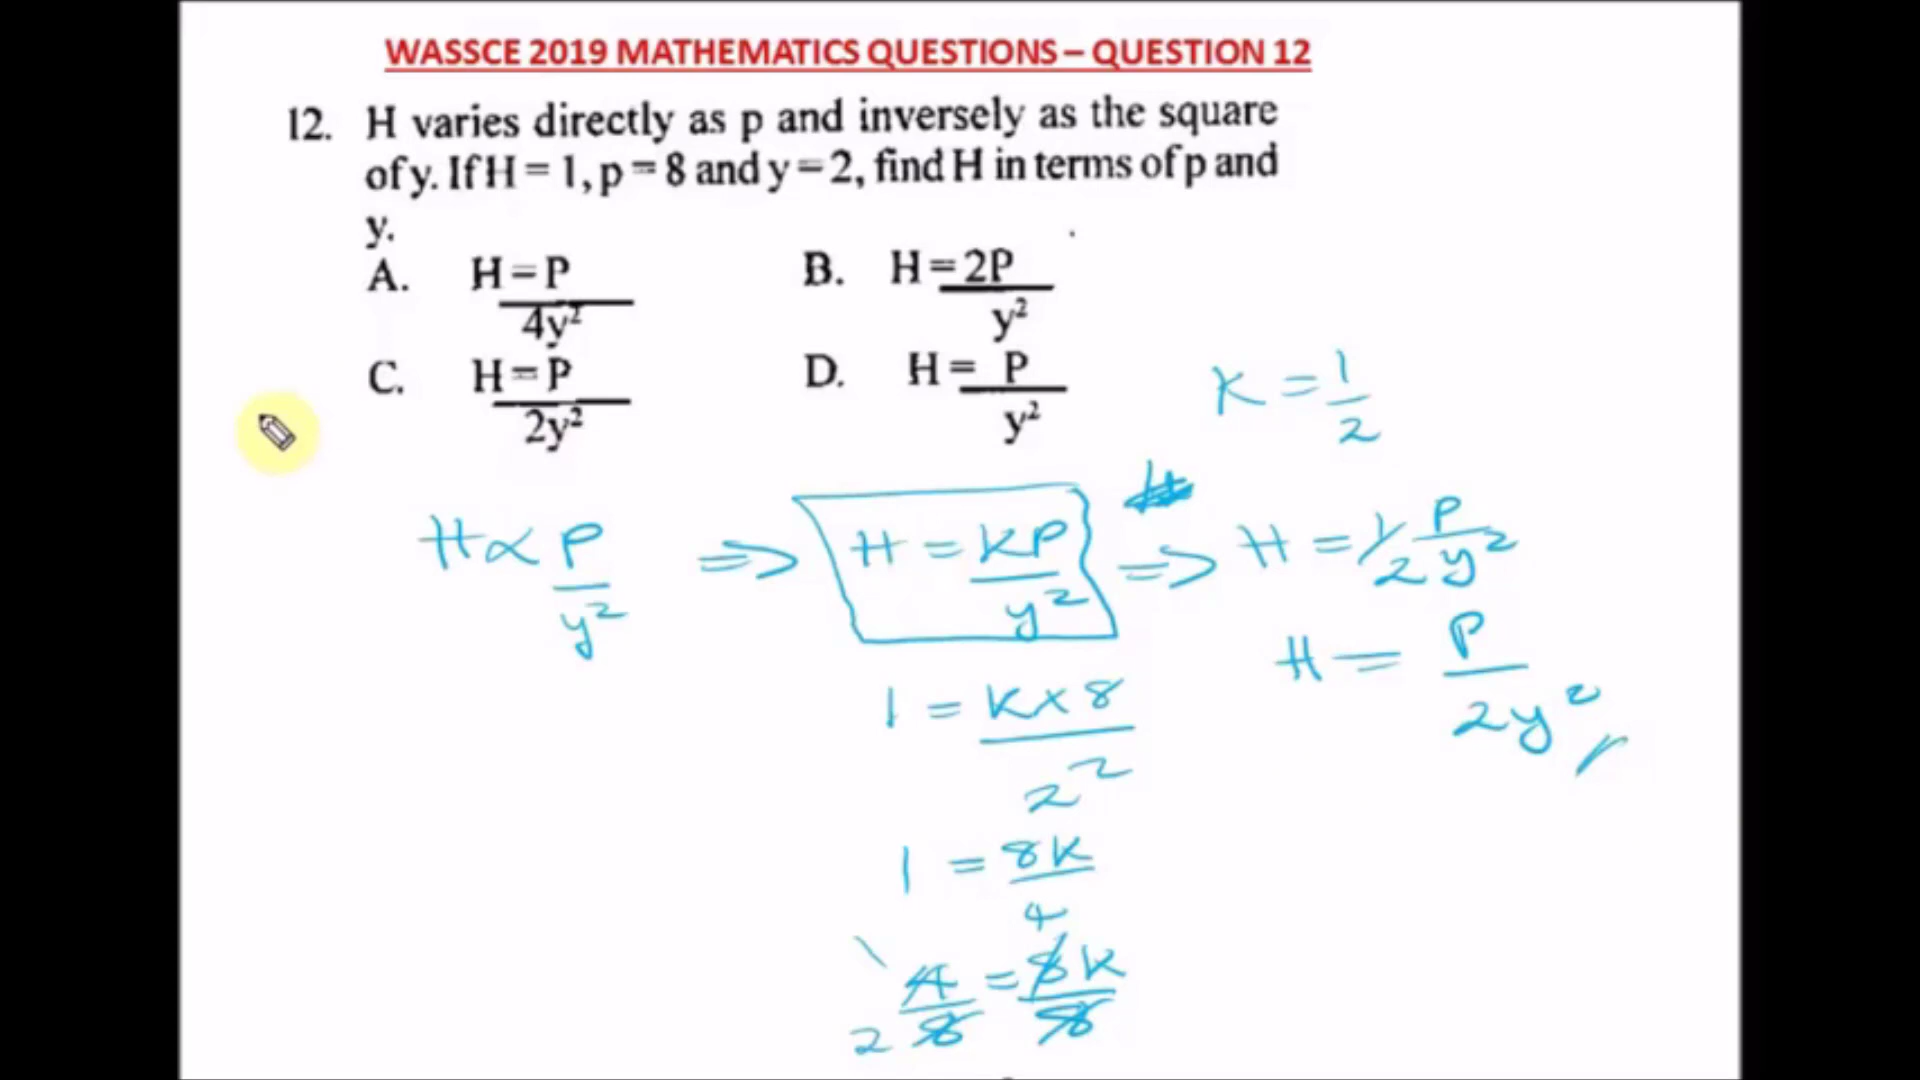 WASSCE 2019 MATHEMATICS QUESTIONS – QUESTION 12
12. H varies directly as p and inversely as the square
of y. If H = 1, p = 8 and y = 2, find H in terms of p and
y.
A. H = P
4y²
B. H = 2P
y²
C. H = P
2y²
D. H = P
y²
K = 1/2
H ∝ P/y² ⇒ H = KP/y² ⇒ H = 1/2 P/y²
H = P/2y²
1 = K×8/2²
1 = 8K/4
1 4/8 = 8K/8
2